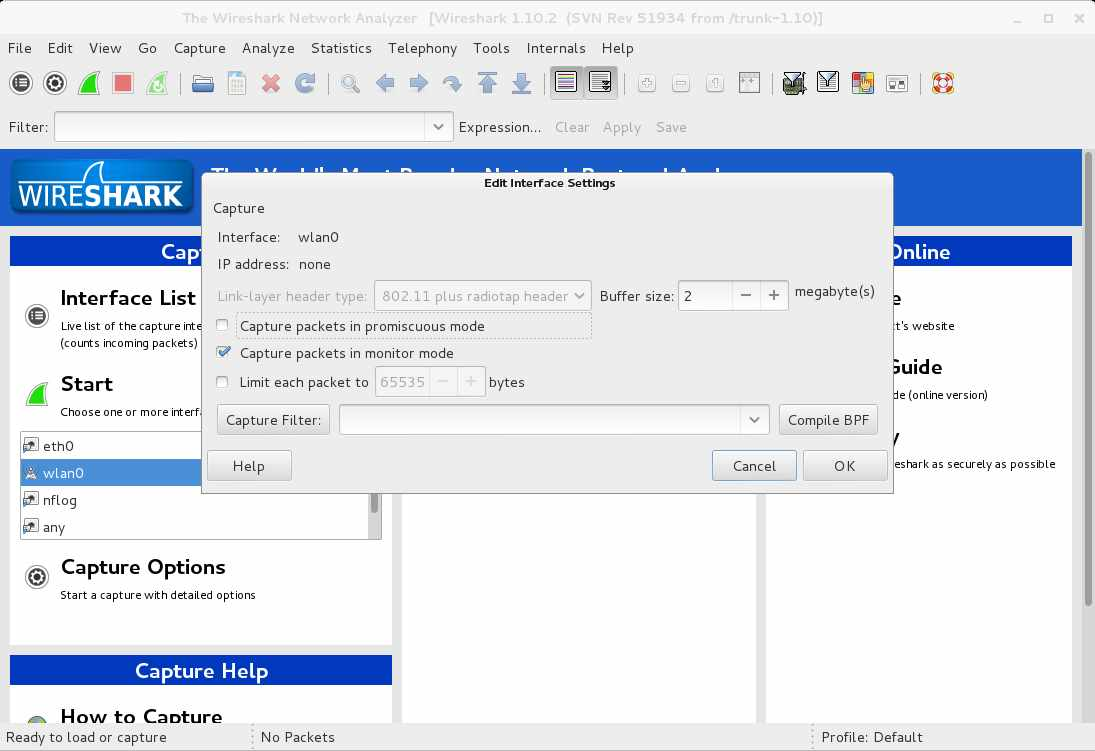 The Wireshark Network Analyzer [Wireshark 1.10.2 (SVN Rev 51934 from /trunk-1.10)]
File Edit View Go Capture Analyze Statistics Telephony Tools Internals Help
Filter: Expression... Clear Apply Save
WIRESHARK
Edit Interface Settings
Capture
Interface: wlan0
IP address: none
Link-layer header type: 802.11 plus radiotap header Buffer size: 2 megabyte(s)
Capture packets in promiscuous mode
Capture packets in monitor mode
Limit each packet to 65535 bytes
Capture Filter: Compile BPF
Help Cancel OK
Cap
Interface List
Live list of the capture inte
(counts incoming packets)
Start
Choose one or more interf
eth0
wlan0
nflog
any
Capture Options
Start a capture with detailed options
Capture Help
How to Capture
Online
e
t's website
Guide
de (online version)
y
eshark as securely as possible
Ready to load or capture No Packets Profile: Default